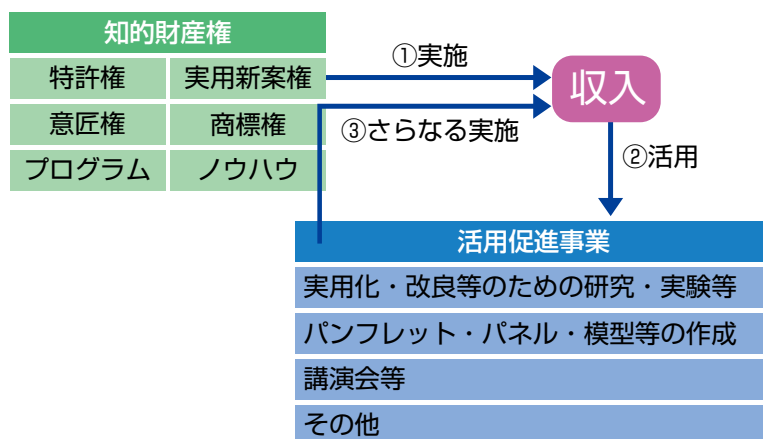 知的財産権
特許権 実用新案権
意匠権 商標権
プログラム ノウハウ
①実施
収入
③さらなる実施
②活用
活用促進事業
実用化・改良等のための研究・実験等
パンフレット・パネル・模型等の作成
講演会等
その他